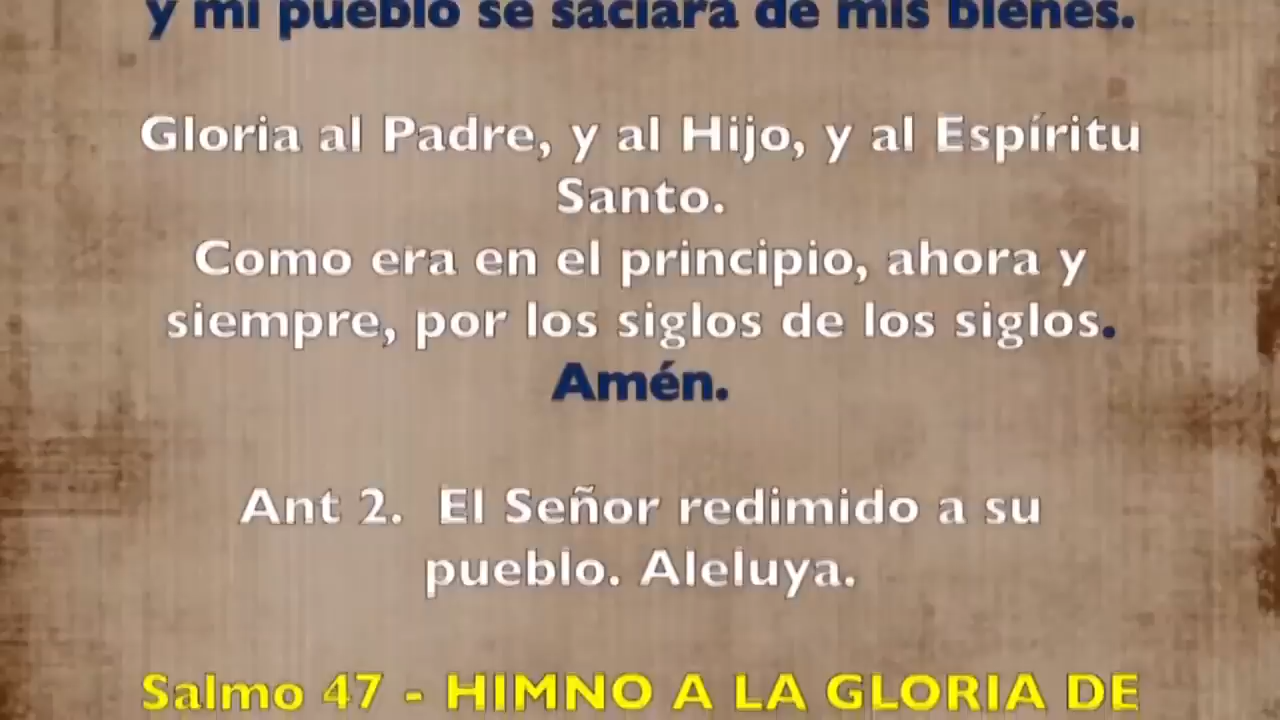 y mi pueblo se saciará de mis bienes.
Gloria al Padre, y al Hijo, y al Espíritu
Santo.
Como era en el principio, ahora y
siempre, por los siglos de los siglos.
Amén.
Ant 2. El Señor redimido a su
pueblo. Aleluya.
Salmo 47 - HIMNO A LA GLORIA DE